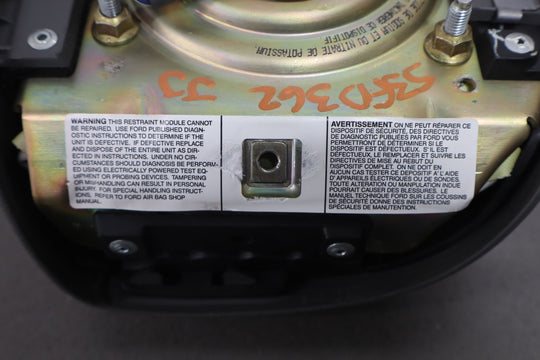 DE SODIUM ET OU NITRATE DE POTASSIUM.
SSD362
JJ
WARNING THIS RESTRAINT MODULE CANNOT
BE REPAIRED. USE FORD PUBLISHED DIAGN-
OSTIC INSTRUCTIONS TO DETERMINE IF THE
UNIT IS DEFECTIVE. IF DEFECTIVE REPLACE
AND DISPOSE OF THE ENTIRE UNIT AS DIR-
ECTED IN INSTRUCTIONS. UNDER NO CIR-
CUMSTANCES SHOULD DIAGNOSIS BE PERFORM-
ED USING ELECTRICALLY POWERED TEST EQ-
UIPMENT OR PROBING DEVICES. TAMPERING
OR MISHANDLING CAN RESULT IN PERSONAL
INJURY. FOR SPECIAL HANDLING INSTRUCT-
IONS, REFER TO FORD AIR BAG SHOP
MANUAL.
AVERTISSEMENT ON NE PEUT RÉPARER CE
DISPOSITIF DE SÉCURITÉ, DES DIRECTIVES
DE DIAGNOSTIC PUBLIÉES PAR FORD VOUS
PERMETTRONT DE DÉTERMINER SI LE
DISPOSITIF EST DÉFECTUEUX. S'IL EST
DÉFECTUEUX, LE REMPLACER ET SUIVRE LES
DIRECTIVES DE MISE AU REBUT DU
DISPOSITIF COMPLET. ON NE DOIT EN
AUCUN CAS TESTER CE DISPOSITIF A'L'AIDE
D'APPAREILS ÉLECTRIQUES OU DE SONDES.
TOUTE ALTÉRATION OU MANIPULATION INDUE
POURRAIT CAUSER DES BLESSURES. LE
MANUEL TECHNIQUE FORD SUR LES COUSSINS
DE SÉCURITÉ DONNE DES INSTRUCTIONS
SPÉCIALES DE MANUTENTION.